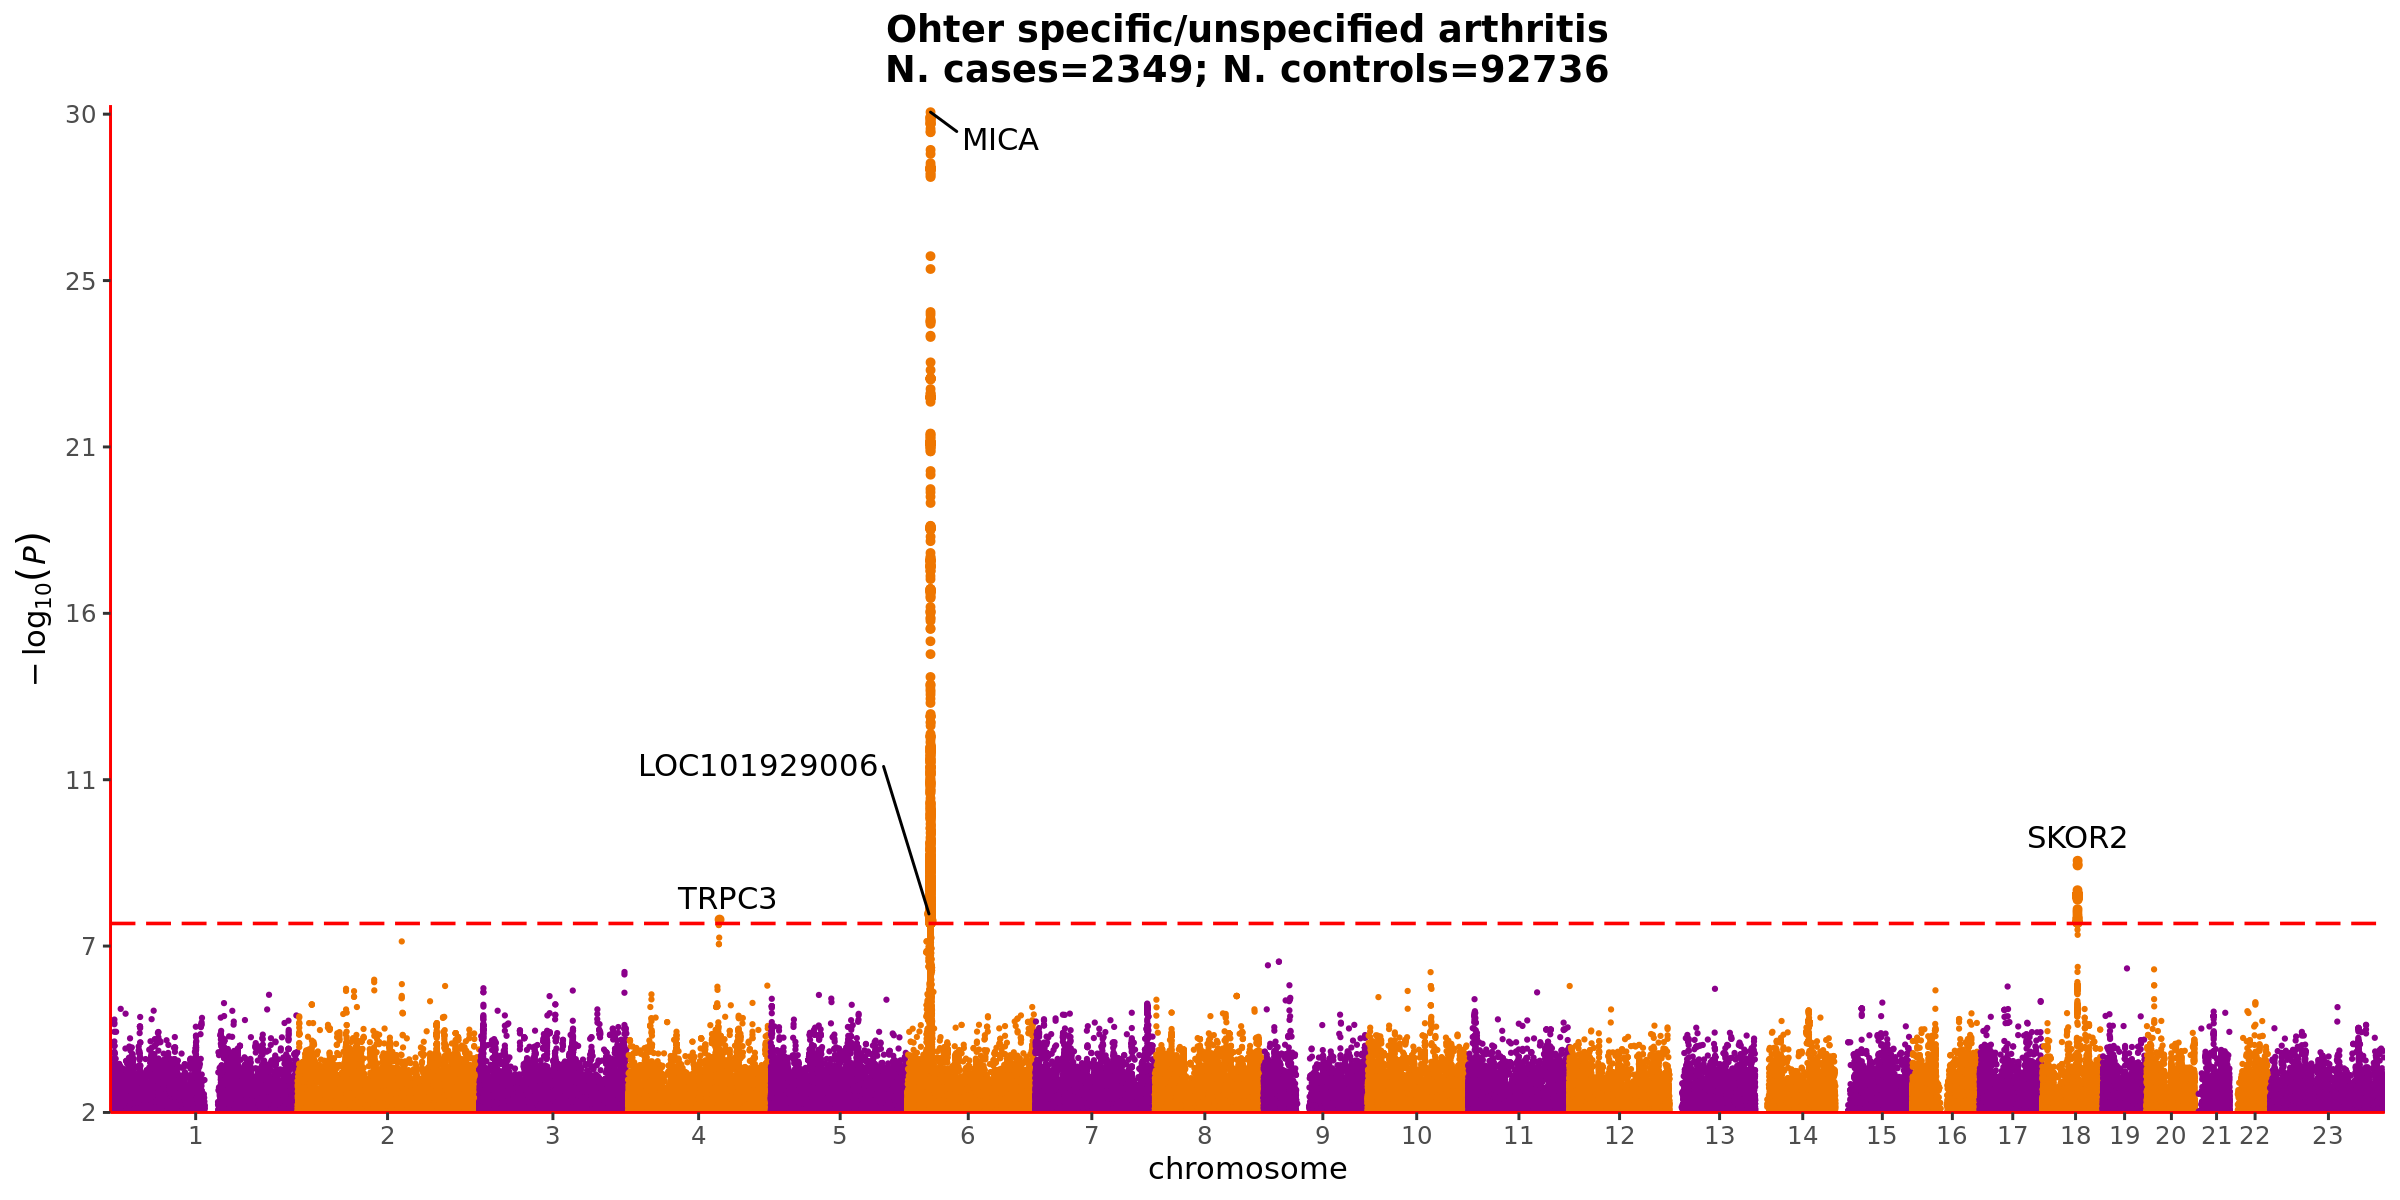 Ohter specific/unspecified arthritis
N. cases=2349; N. controls=92736
30
MICA
25
21
16
− log10(P)
LOC101929006
11
SKOR2
TRPC3
7
2
1 2 3 4 5 6 7 8 9 10 11 12 13 14 15 16 17 18 19 20 21 22 23
chromosome